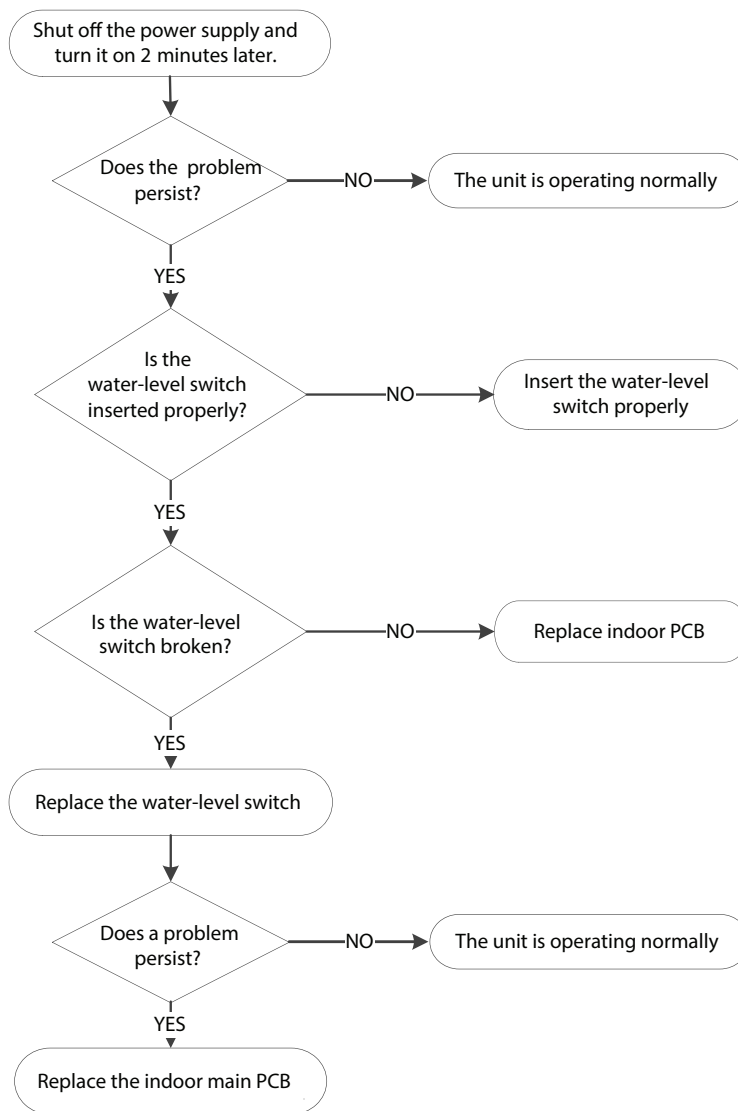 Shut off the power supply and
turn it on 2 minutes later.
Does the problem
persist?
NO
The unit is operating normally
YES
Is the
water-level switch
inserted properly?
NO
Insert the water-level
switch properly
YES
Is the water-level
switch broken?
NO
Replace indoor PCB
YES
Replace the water-level switch
Does a problem
persist?
NO
The unit is operating normally
YES
Replace the indoor main PCB